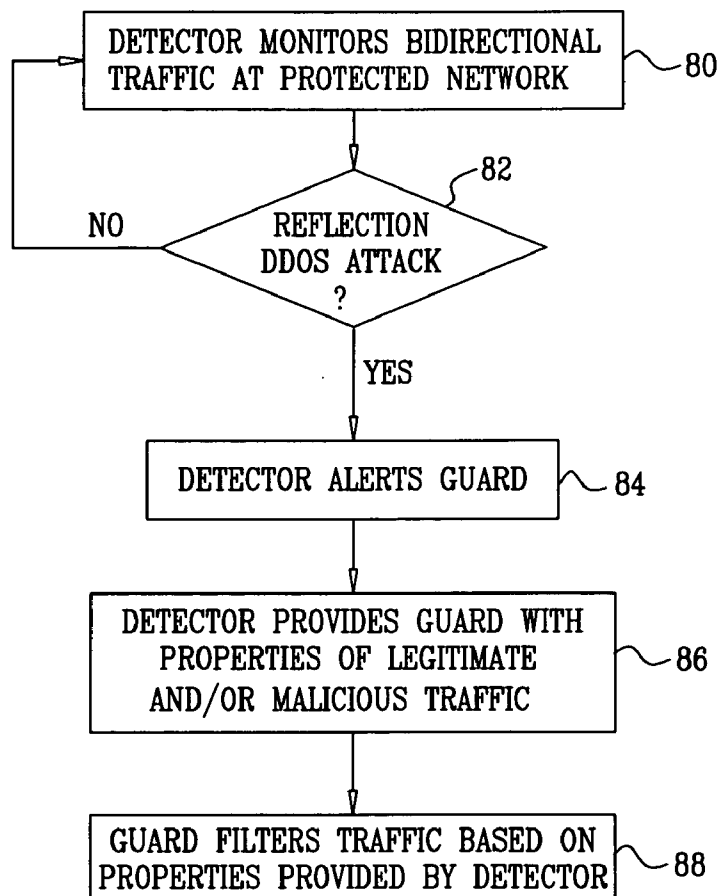 DETECTOR MONITORS BIDIRECTIONAL
TRAFFIC AT PROTECTED NETWORK
80
82
NO
REFLECTION
DDOS ATTACK
?
YES
DETECTOR ALERTS GUARD
84
DETECTOR PROVIDES GUARD WITH
PROPERTIES OF LEGITIMATE
AND/OR MALICIOUS TRAFFIC
86
GUARD FILTERS TRAFFIC BASED ON
PROPERTIES PROVIDED BY DETECTOR
88